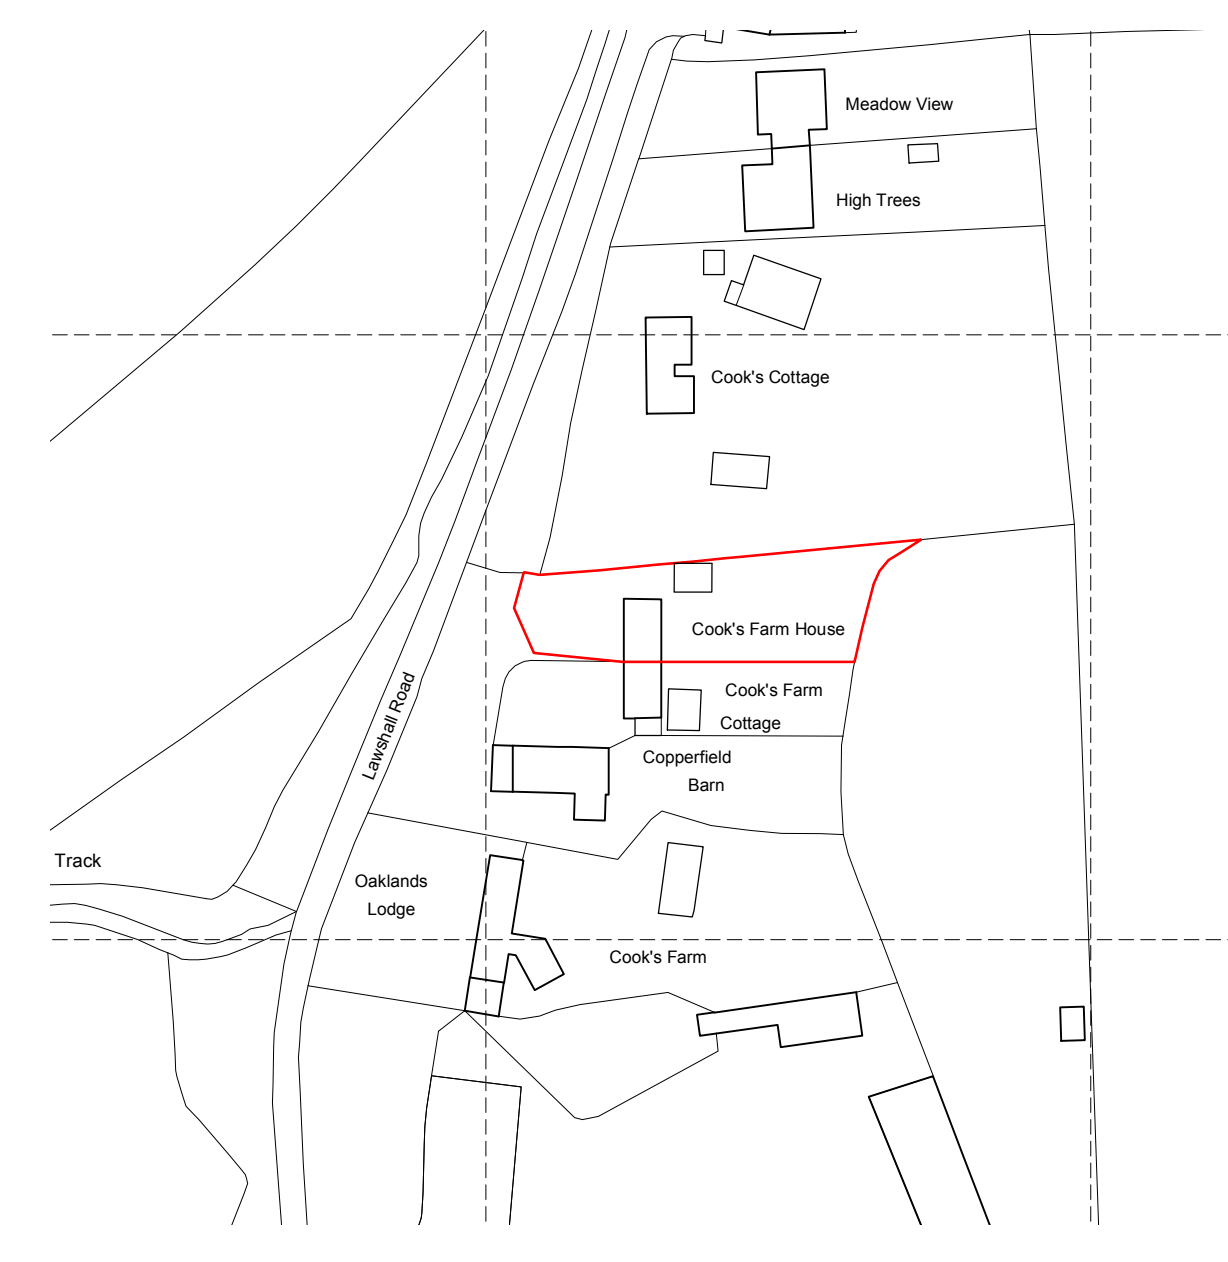 Meadow View
High Trees
Cook's Cottage
Cook's Farm House
Cook's Farm
Cottage
Lawshall Road
Copperfield
Barn
Track
Oaklands
Lodge
Cook's Farm